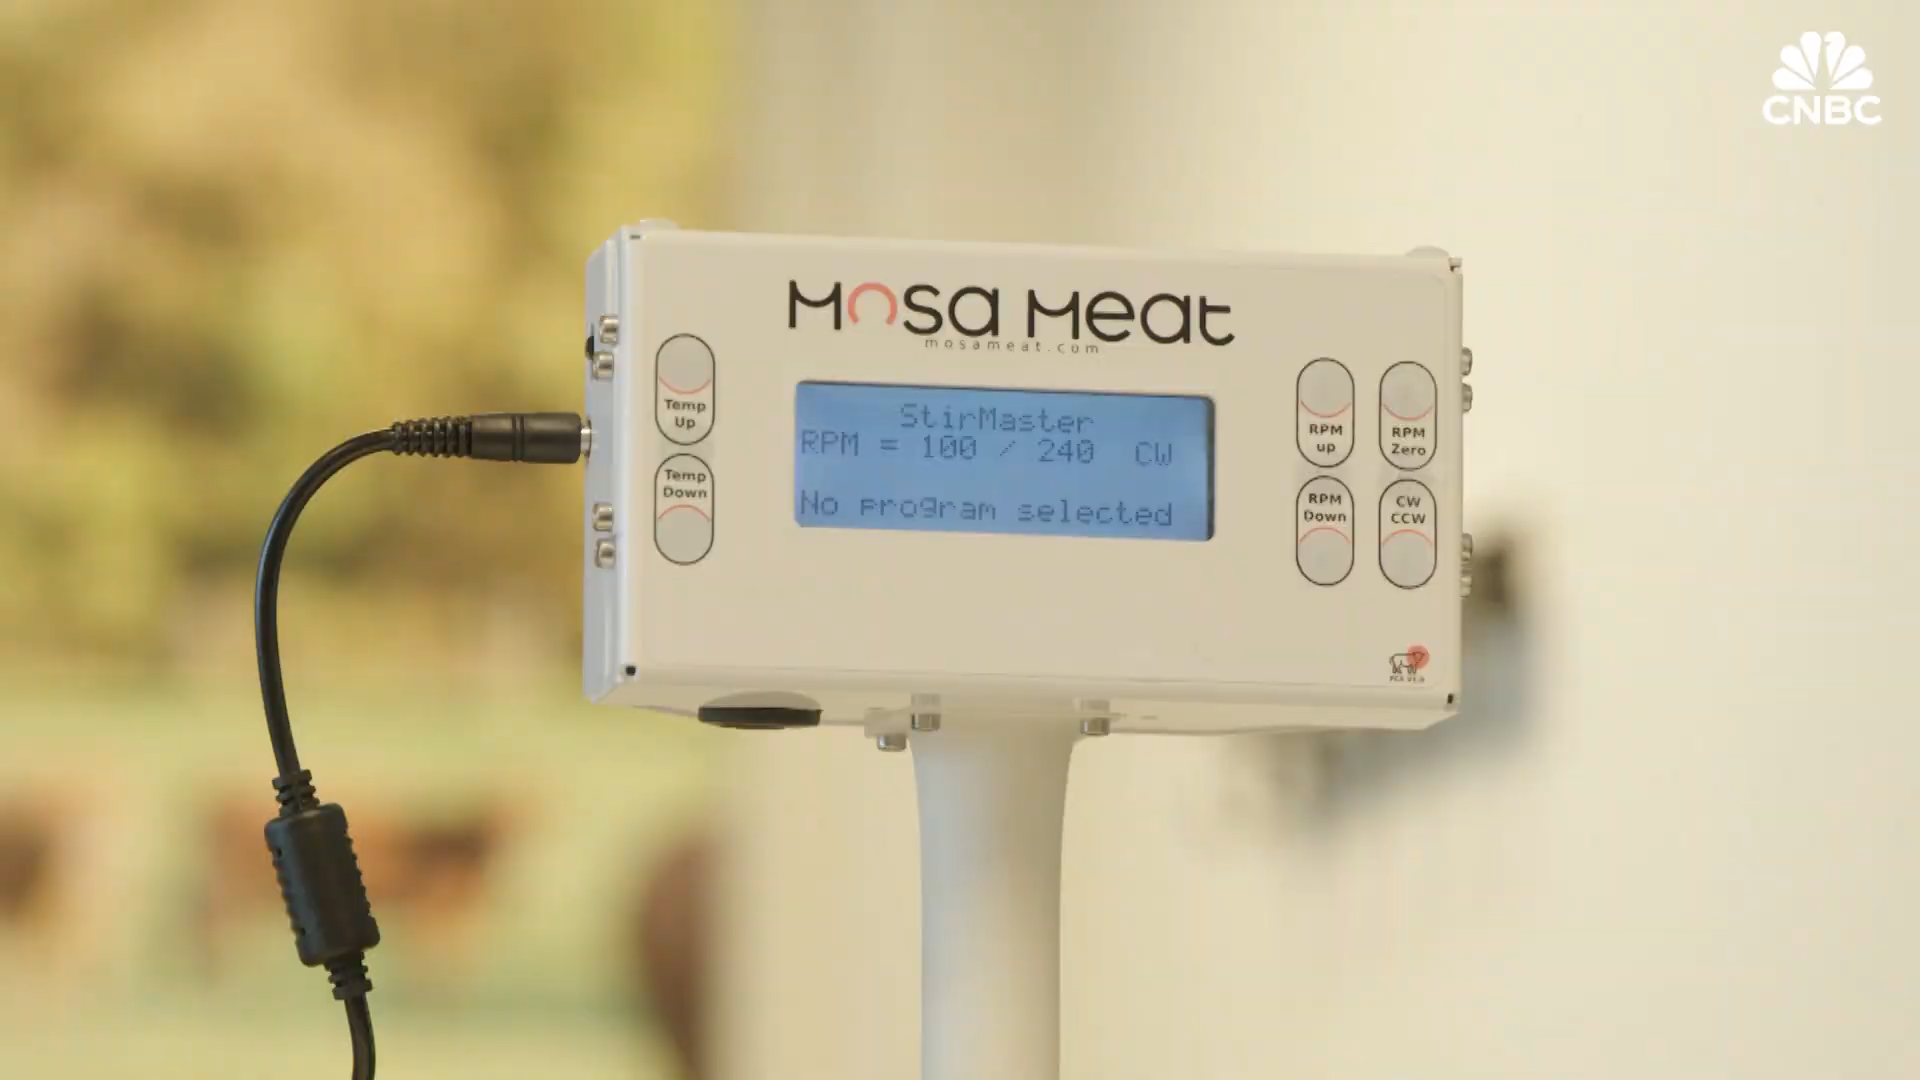 CNBC
Mosa Meat
mosameat.com
Temp
Up
Temp
Down
StirMaster
RPM = 100 / 240 CW
No program selected
RPM
up
RPM
Zero
RPM
Down
CW
CCW